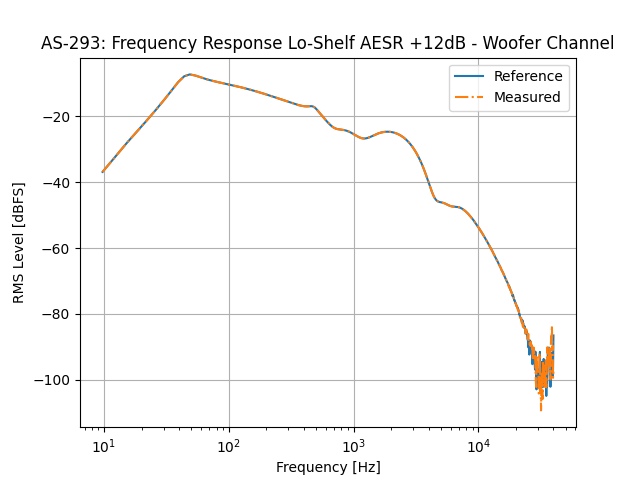 AS-293: Frequency Response Lo-Shelf AESR +12dB - Woofer Channel
Reference
Measured
RMS Level [dBFS]
−20
−40
−60
−80
−100
10¹
10²
10³
10⁴
Frequency [Hz]